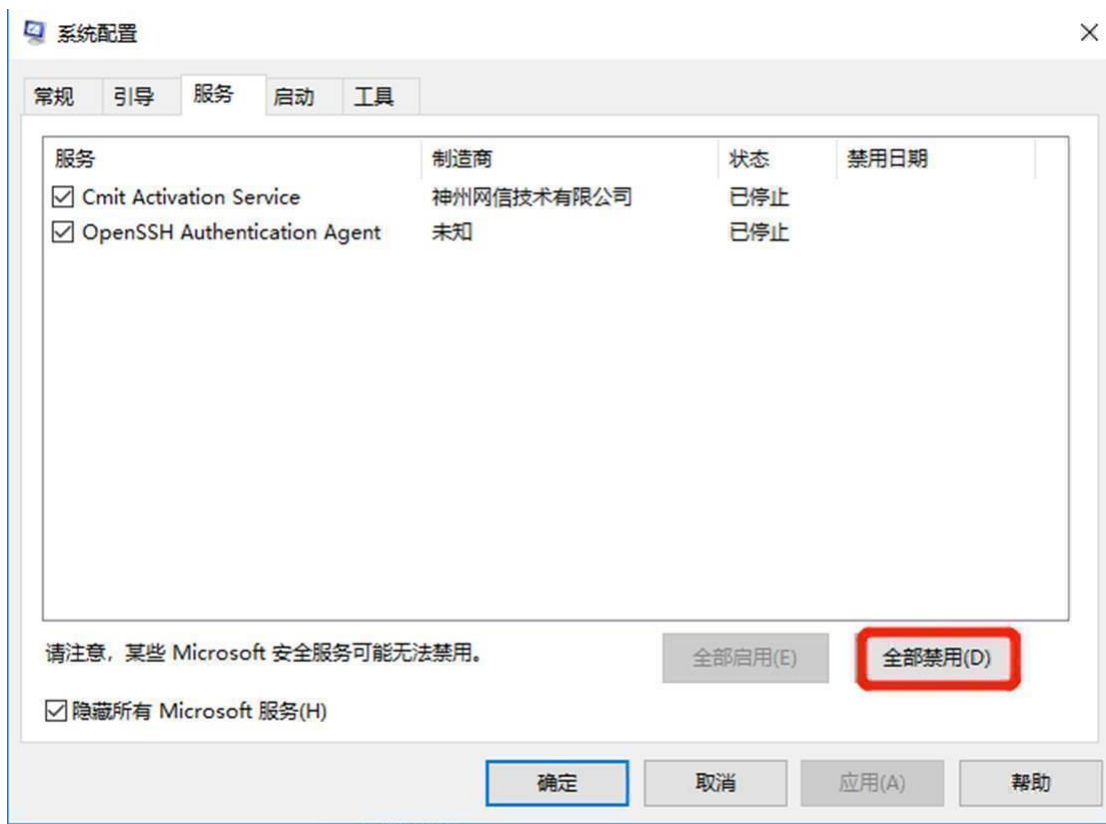 系统配置
常规 引导 服务 启动 工具
服务 制造商 状态 禁用日期
Cmit Activation Service 神州网信技术有限公司 已停止
OpenSSH Authentication Agent 未知 已停止
请注意，某些 Microsoft 安全服务可能无法禁用。 全部启用(E) 全部禁用(D)
隐藏所有 Microsoft 服务(H)
确定 取消 应用(A) 帮助